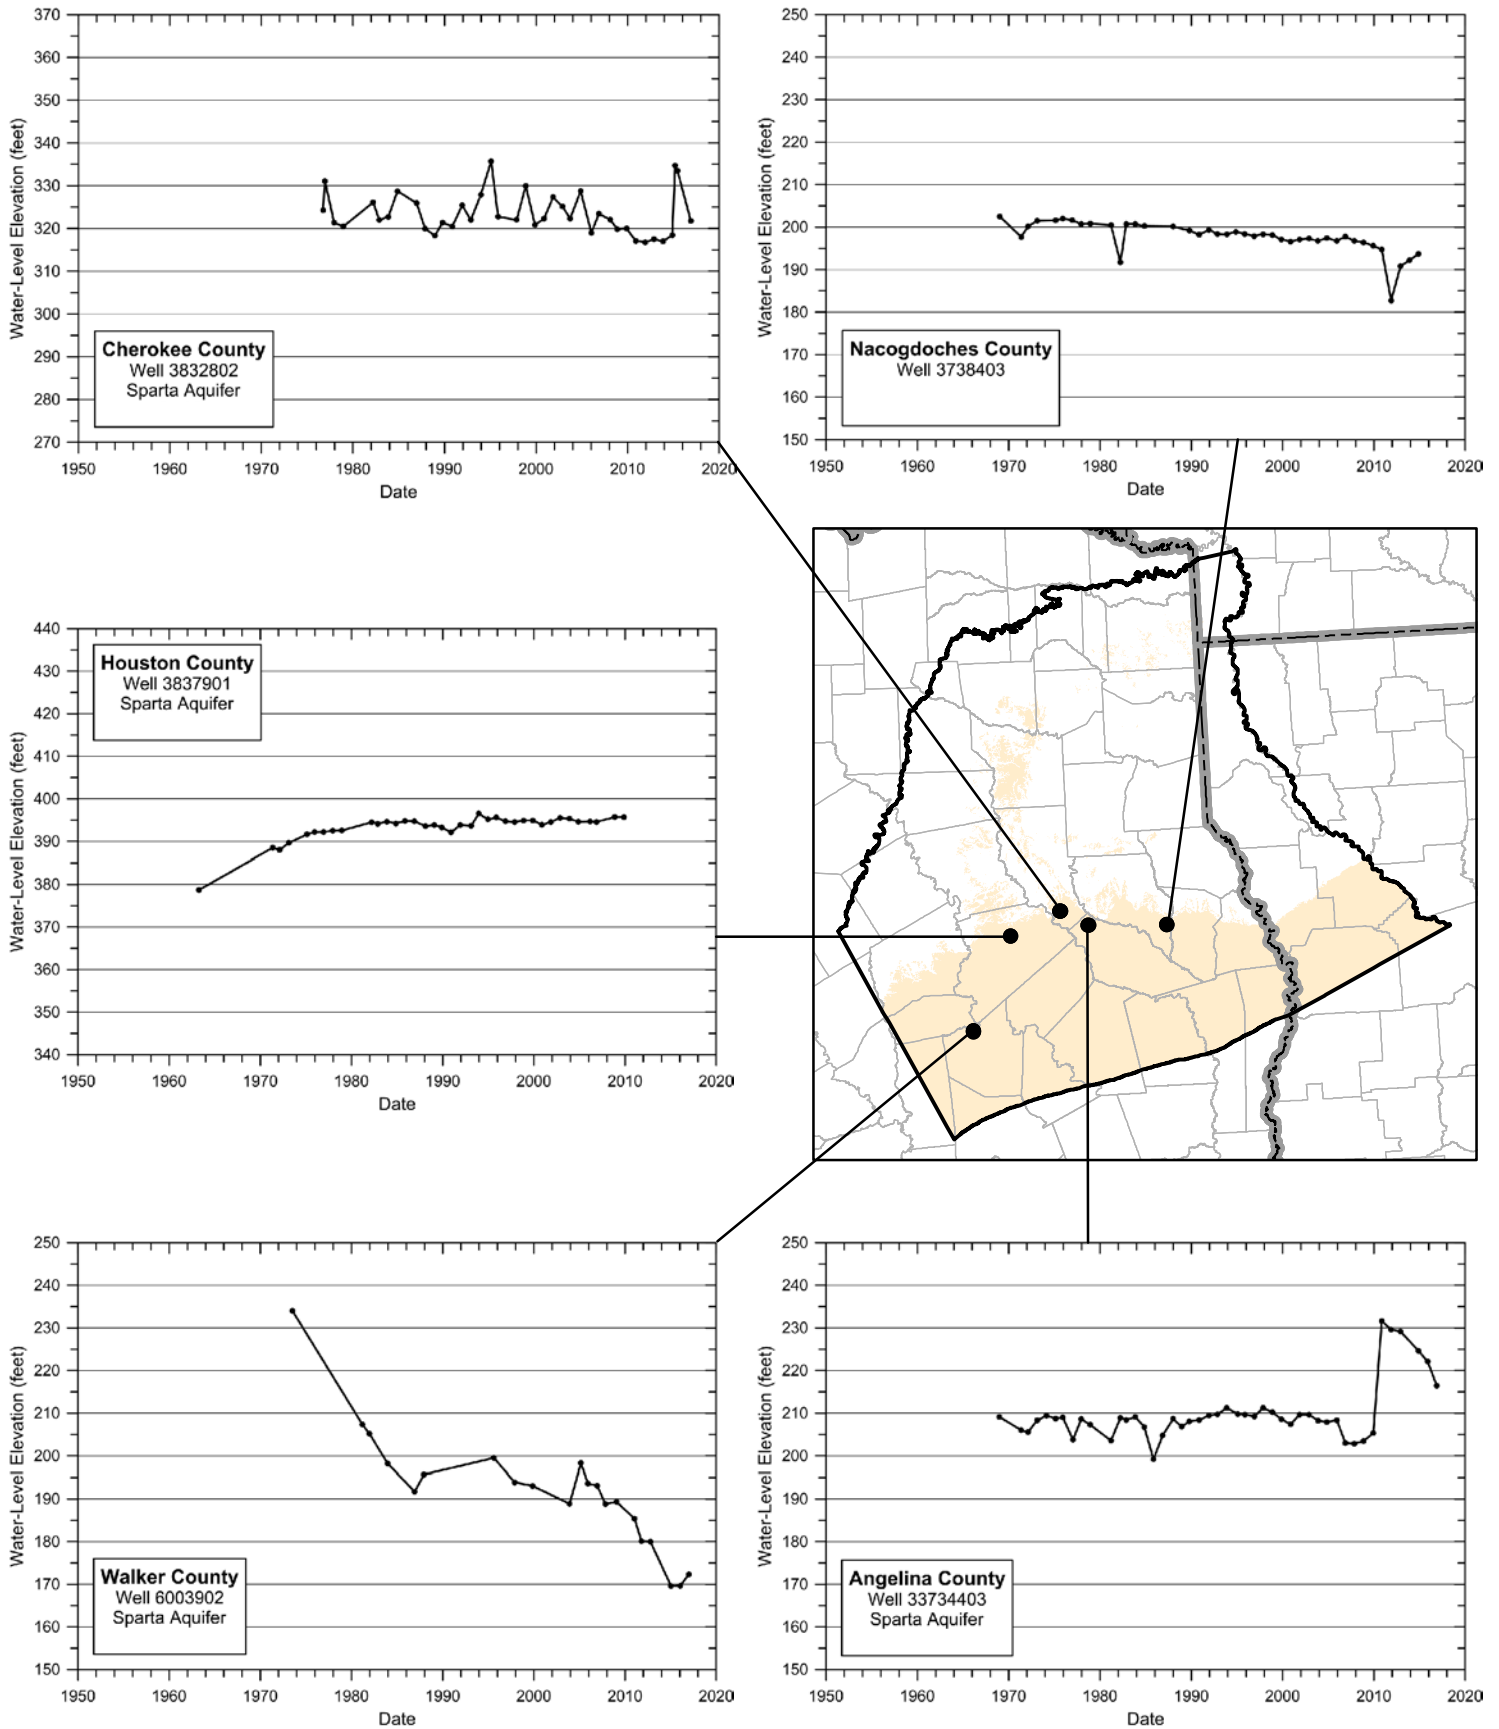 370
360
350
340
330
320
310
300
290
280
270
Water-Level Elevation (feet)
Cherokee County
Well 3832802
Sparta Aquifer
1950 1960 1970 1980 1990 2000 2010 2020
Date
250
240
230
220
210
200
190
180
170
160
150
Water-Level Elevation (feet)
Nacogdoches County
Well 3738403
1950 1960 1970 1980 1990 2000 2010 2020
Date
440
430
420
410
400
390
380
370
360
350
340
Water-Level Elevation (feet)
Houston County
Well 3837901
Sparta Aquifer
1950 1960 1970 1980 1990 2000 2010 2020
Date
250
240
230
220
210
200
190
180
170
160
150
Water-Level Elevation (feet)
Walker County
Well 6003902
Sparta Aquifer
1950 1960 1970 1980 1990 2000 2010 2020
Date
250
240
230
220
210
200
190
180
170
160
150
Water-Level Elevation (feet)
Angelina County
Well 33734403
Sparta Aquifer
1950 1960 1970 1980 1990 2000 2010 2020
Date